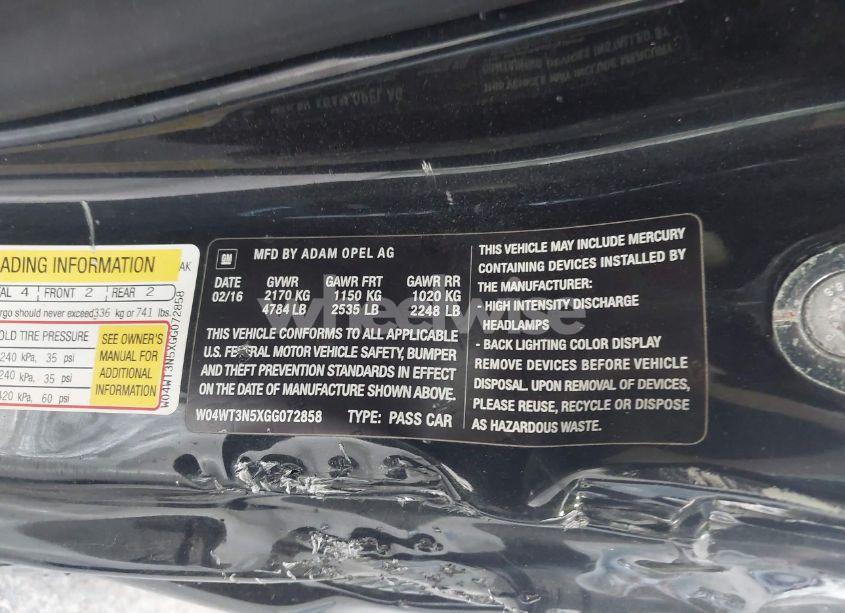 ADING INFORMATION
TAL 4 FRONT 2 REAR 2
rgo should never exceed 336 kg or 741 lbs.
OLD TIRE PRESSURE
240 kPa, 35 psi
240 kPa, 35 psi
420 kPa, 60 psi
SEE OWNER'S
MANUAL FOR
ADDITIONAL
INFORMATION
AK
W04WT3N5XGG072858
GM
MFD BY ADAM OPEL AG
DATE GVWR GAWR FRT GAWR RR
02/16 2170 KG 1150 KG 1020 KG
4784 LB 2535 LB 2248 LB
THIS VEHICLE CONFORMS TO ALL APPLICABLE
U.S. FEDERAL MOTOR VEHICLE SAFETY, BUMPER
AND THEFT PREVENTION STANDARDS IN EFFECT
ON THE DATE OF MANUFACTURE SHOWN ABOVE.
W04WT3N5XGG072858 TYPE: PASS CAR
THIS VEHICLE MAY INCLUDE MERCURY
CONTAINING DEVICES INSTALLED BY
THE MANUFACTURER:
- HIGH INTENSITY DISCHARGE
HEADLAMPS
- BACK LIGHTING COLOR DISPLAY
REMOVE DEVICES BEFORE VEHICLE
DISPOSAL. UPON REMOVAL OF DEVICES,
PLEASE REUSE, RECYCLE OR DISPOSE
AS HAZARDOUS WASTE.